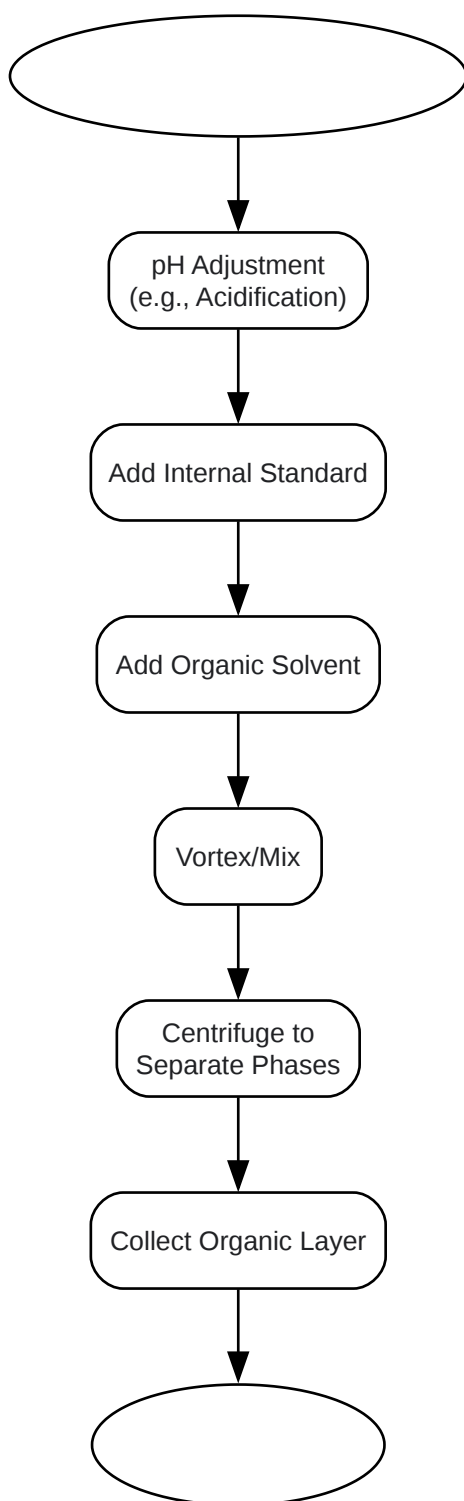 pH Adjustment
(e.g., Acidification)
Add Internal Standard
Add Organic Solvent
Vortex/Mix
Centrifuge to
Separate Phases
Collect Organic Layer